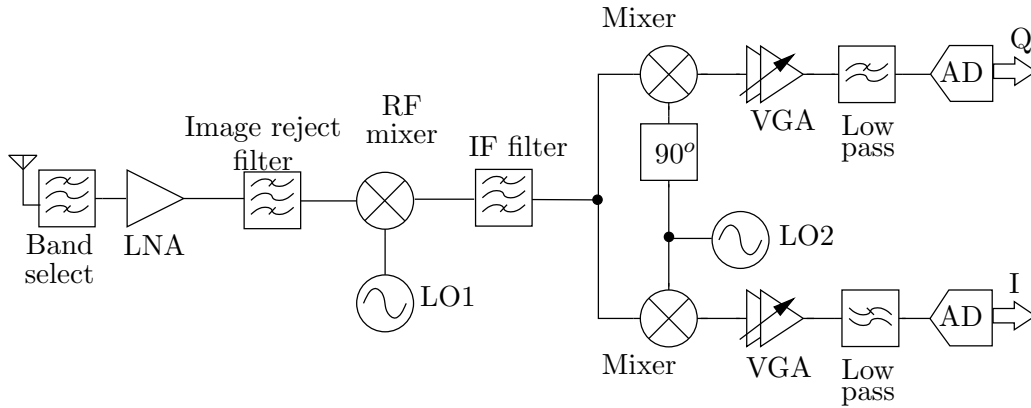 Mixer
Q
AD
VGA
Low
pass
RF
mixer
Image reject
filter
IF filter
90o
Band
select
LNA
LO1
LO2
I
AD
Mixer
VGA
Low
pass